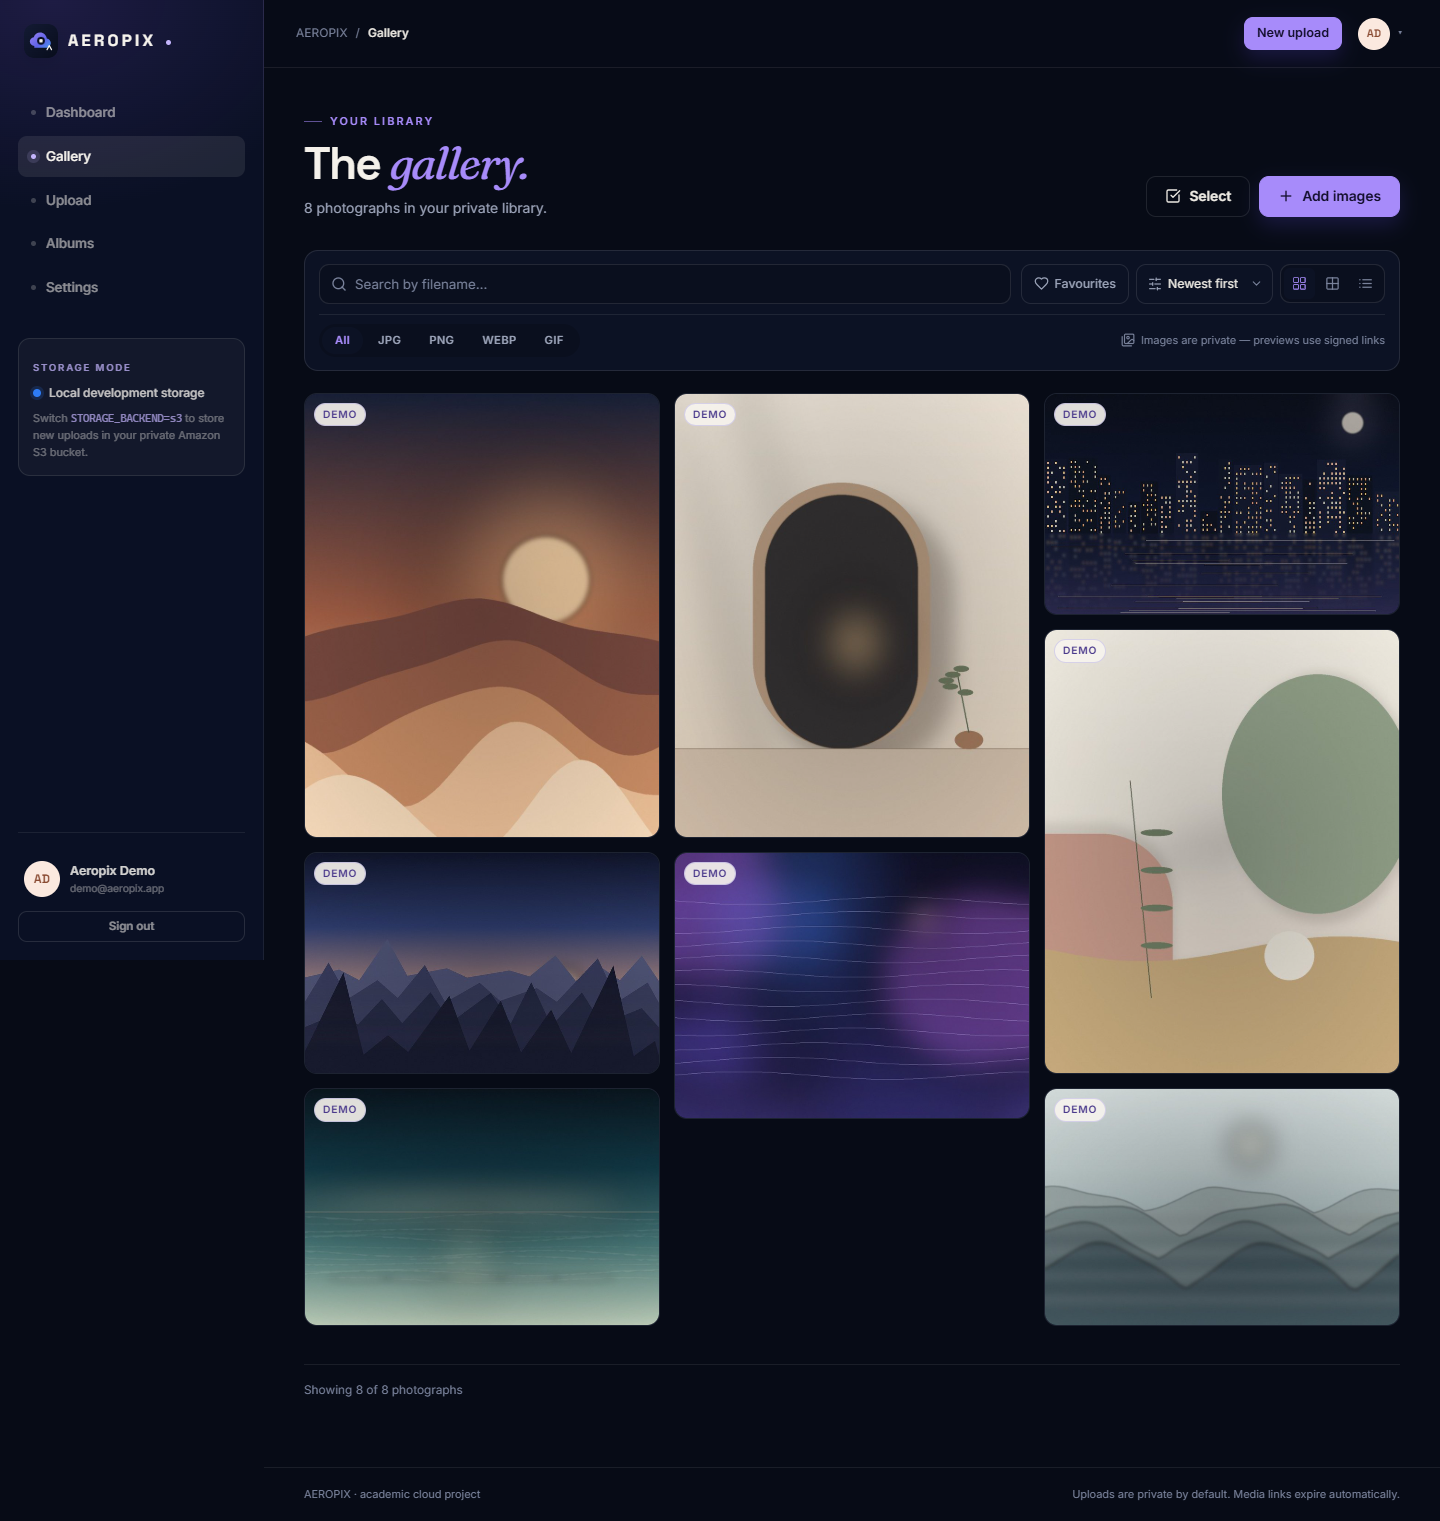 AEROPIX
Dashboard
Gallery
Upload
Albums
Settings
STORAGE MODE
Local development storage
Switch STORAGE_BACKEND=s3 to store
new uploads in your private Amazon
S3 bucket.
AD
Aeropix Demo
demo@aeropix.app
Sign out
AEROPIX / Gallery
New upload
AD
YOUR LIBRARY
The gallery.
8 photographs in your private library.
Select
Add images
Search by filename...
Favourites
Newest first
All JPG PNG WEBP GIF
Images are private — previews use signed links
DEMO
DEMO
DEMO
DEMO
DEMO
DEMO
DEMO
DEMO
Showing 8 of 8 photographs
AEROPIX · academic cloud project
Uploads are private by default. Media links expire automatically.